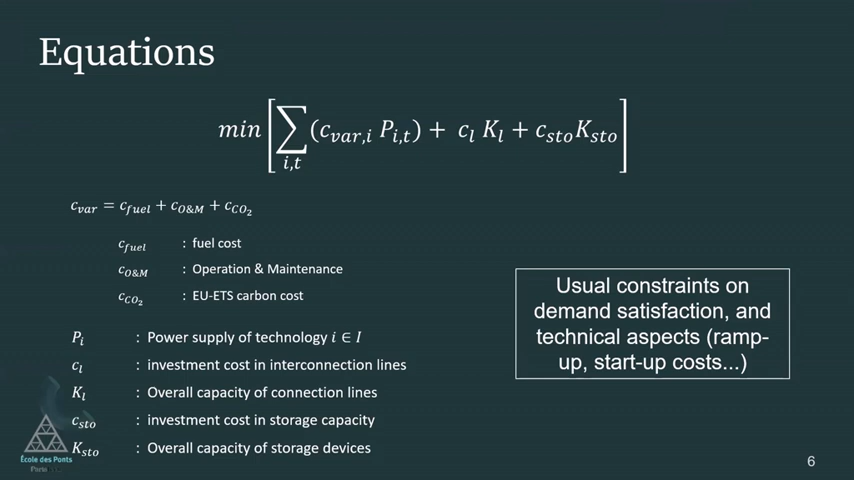 Equations
min [ ∑_{i,t} (c_{var,i} P_{i,t}) + c_l K_l + c_{sto} K_{sto} ]
c_{var} = c_{fuel} + c_{O&M} + c_{CO_2}
c_{fuel} : fuel cost
c_{O&M} : Operation & Maintenance
c_{CO_2} : EU-ETS carbon cost
P_i : Power supply of technology i ∈ I
c_l : investment cost in interconnection lines
K_l : Overall capacity of connection lines
c_{sto} : investment cost in storage capacity
K_{sto} : Overall capacity of storage devices
Usual constraints on
demand satisfaction, and
technical aspects (ramp-
up, start-up costs...)
École des Ponts
6